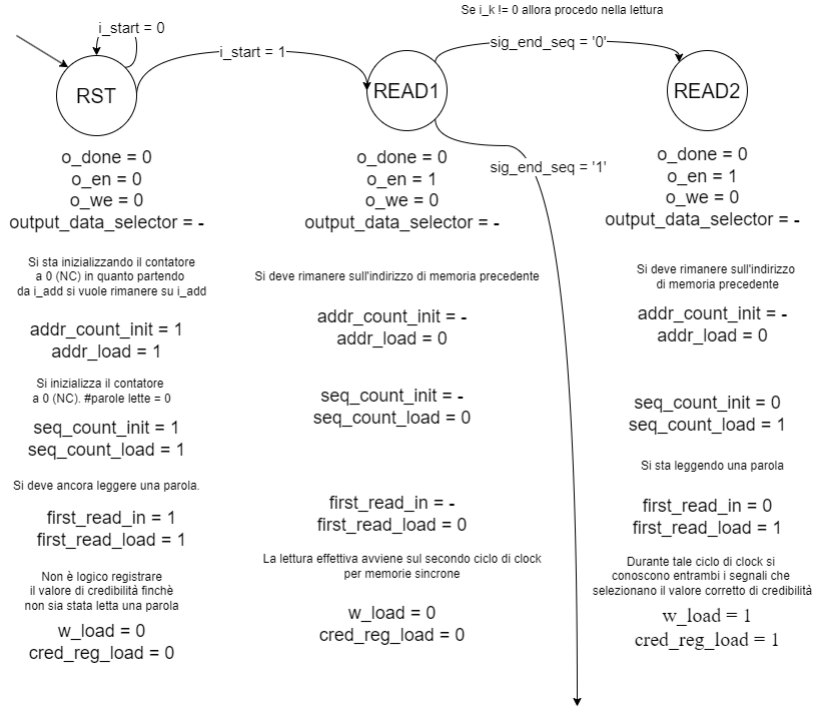 Se i_k != 0 allora procedo nella lettura
i_start = 0
i_start = 1
sig_end_seq = '0'
RST
READ1
READ2
sig_end_seq = '1'
o_done = 0
o_en = 0
o_we = 0
output_data_selector = -
Si sta inizializzando il contatore
a 0 (NC) in quanto partendo
da i_add si vuole rimanere su i_add
addr_count_init = 1
addr_load = 1
Si inizializza il contatore
a 0 (NC). #parole lette = 0
seq_count_init = 1
seq_count_load = 1
Si deve ancora leggere una parola.
first_read_in = 1
first_read_load = 1
Non è logico registrare
il valore di credibilità finchè
non sia stata letta una parola
w_load = 0
cred_reg_load = 0
o_done = 0
o_en = 1
o_we = 0
output_data_selector = -
Si deve rimanere sull'indirizzo di memoria precedente
addr_count_init = -
addr_load = 0
seq_count_init = -
seq_count_load = 0
first_read_in = -
first_read_load = 0
La lettura effettiva avviene sul secondo ciclo di clock
per memorie sincrone
w_load = 0
cred_reg_load = 0
o_done = 0
o_en = 1
o_we = 0
output_data_selector = -
Si deve rimanere sull'indirizzo
di memoria precedente
addr_count_init = -
addr_load = 0
seq_count_init = 0
seq_count_load = 1
Si sta leggendo una parola
first_read_in = 0
first_read_load = 1
Durante tale ciclo di clock si
conoscono entrambi i segnali che
selezionano il valore corretto di credibilità
w_load = 1
cred_reg_load = 1